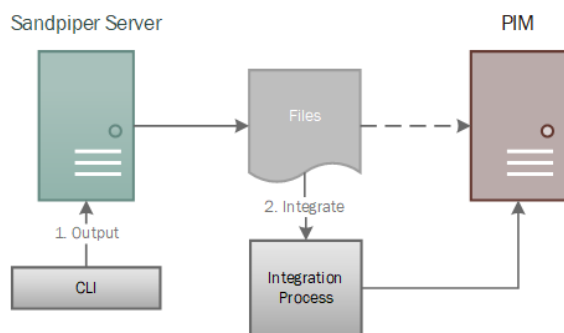 Sandpiper Server
PIM
Files
2. Integrate
1. Output
CLI
Integration
Process